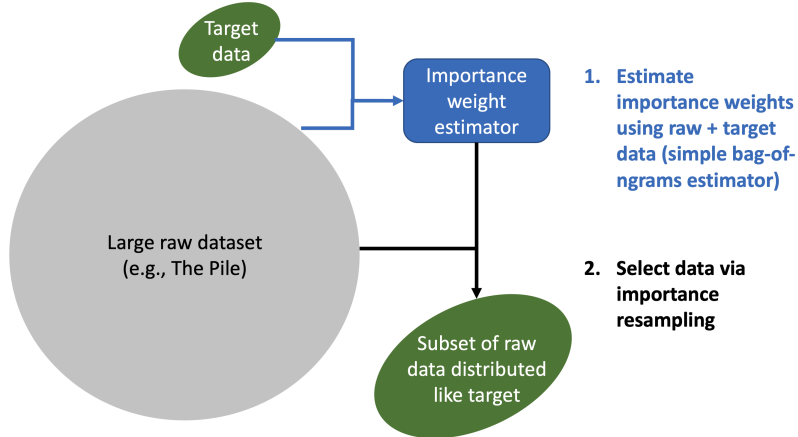 Target
data
Importance
weight
estimator
1. Estimate
importance weights
using raw + target
data (simple bag-of-
ngrams estimator)
Large raw dataset
(e.g., The Pile)
2. Select data via
importance
resampling
Subset of raw
data distributed
like target